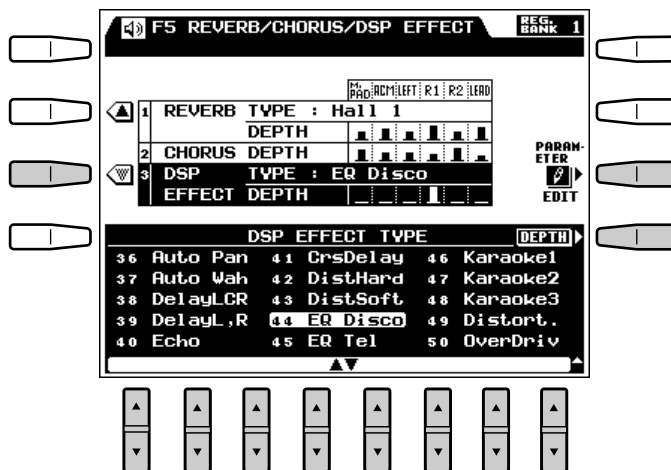 F5 REVERB/CHORUS/DSP EFFECT
REG. BANK 1
M. PAD ACM LEFT R1 R2 LEAD
1 REVERB TYPE : Hall 1
DEPTH
2 CHORUS DEPTH
3 DSP TYPE : EQ Disco
EFFECT DEPTH
PARAM-
ETER
EDIT
DSP EFFECT TYPE DEPTH
36 Auto Pan 41 CrsDelay 46 Karaoke1
37 Auto Wah 42 DistHard 47 Karaoke2
38 DelayLCR 43 DistSoft 48 Karaoke3
39 DelayL,R 44 EQ Disco 49 Distort.
40 Echo 45 EQ Tel 50 OverDriv